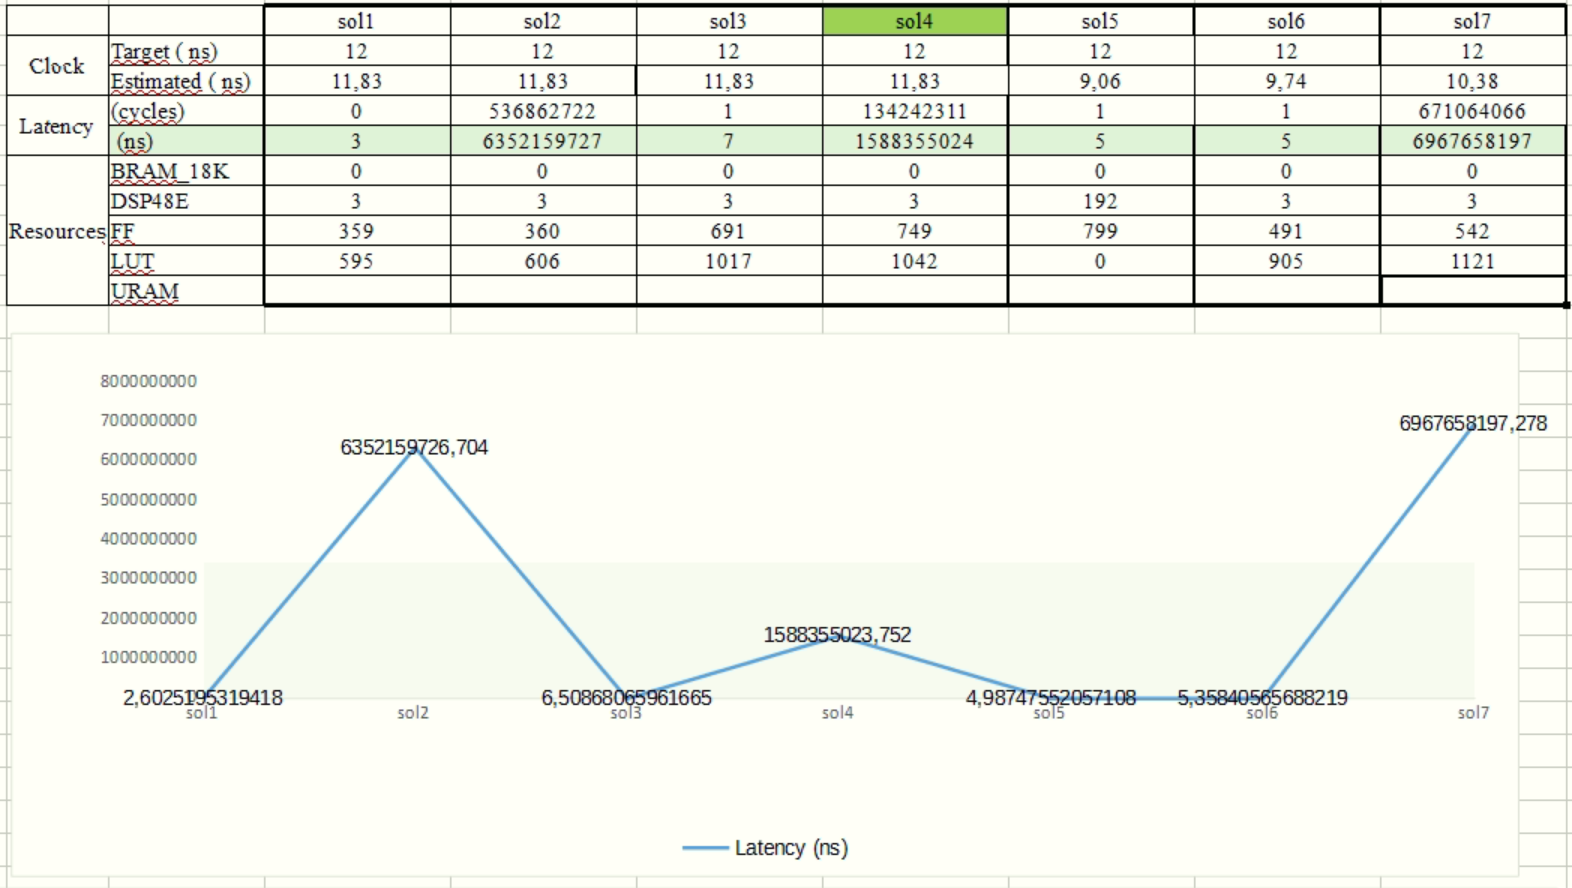 sol1 sol2 sol3 sol4 sol5 sol6 sol7
Clock
Target ( ns) 12 12 12 12 12 12 12
Estimated ( ns) 11,83 11,83 11,83 11,83 9,06 9,74 10,38
Latency
(cycles) 0 536862722 1 134242311 1 1 671064066
(ns) 3 6352159727 7 1588355024 5 5 6967658197
Resources
BRAM_18K 0 0 0 0 0 0 0
DSP48E 3 3 3 3 192 3 3
FF 359 360 691 749 799 491 542
LUT 595 606 1017 1042 0 905 1121
URAM
8000000000
7000000000
6000000000
5000000000
4000000000
3000000000
2000000000
1000000000
2,6025195319418
6352159726,704
6,50868065961665
1588355023,752
4,98747552057108
5,35840565688219
6967658197,278
sol1 sol2 sol3 sol4 sol5 sol6 sol7
Latency (ns)